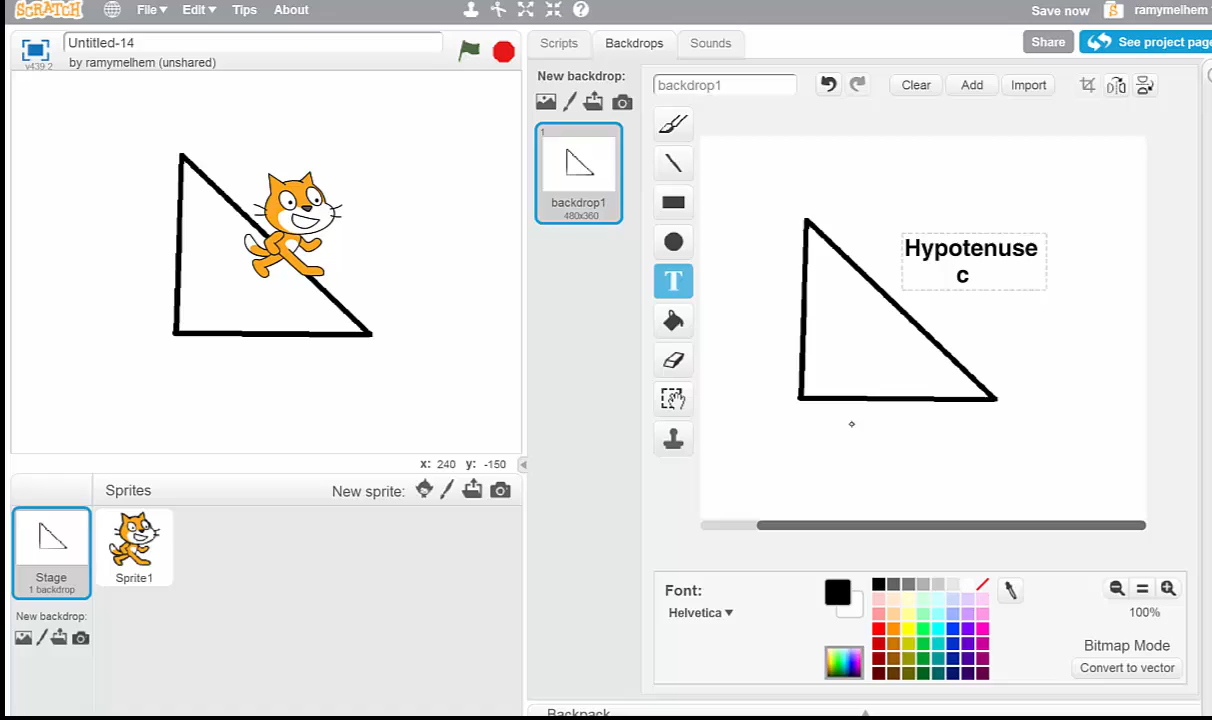 SCRATCH
File Edit Tips About
Save now
ramymelhem
Untitled-14
by ramymelhem (unshared)
v439.2
Scripts Backdrops Sounds
Share
See project page
New backdrop:
backdrop1
Clear Add Import
1
backdrop1
480x360
T
Hypotenuse
c
x: 240 y: -150
Sprites New sprite:
Stage
1 backdrop
Sprite1
New backdrop:
Font:
Helvetica
100%
Bitmap Mode
Convert to vector
Backpack